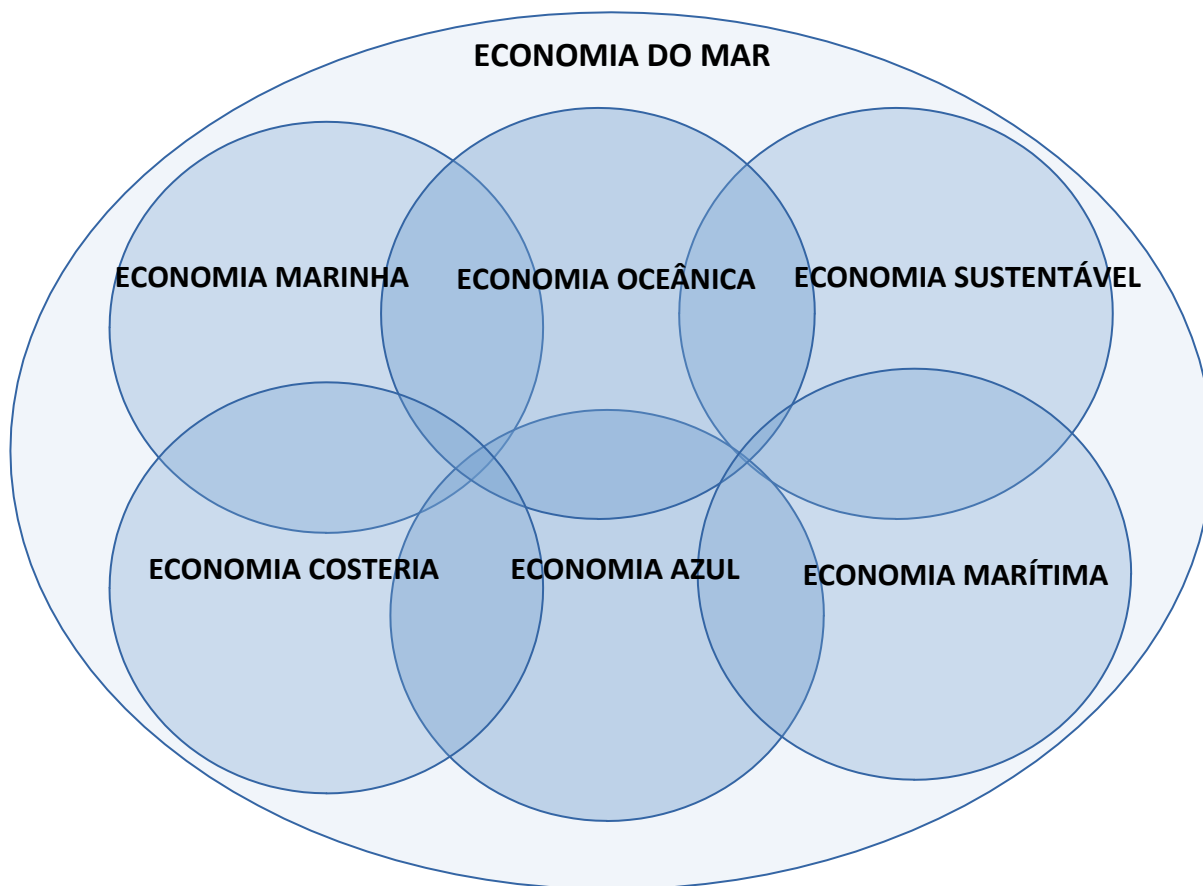 ECONOMIA DO MAR
ECONOMIA MARINHA
ECONOMIA OCEÂNICA
ECONOMIA SUSTENTÁVEL
ECONOMIA COSTERIA
ECONOMIA AZUL
ECONOMIA MARÍTIMA